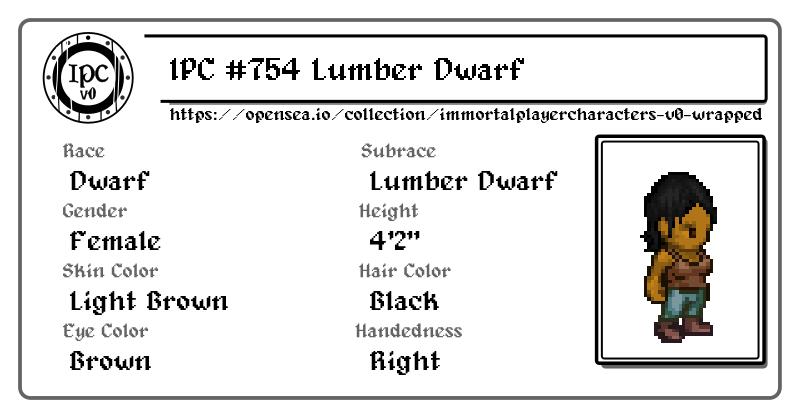 IPC
v0
IPC #754 Lumber Dwarf
https://opensea.io/collection/immortalplayercharacters-v0-wrapped
Race
Subrace
Dwarf
Lumber Dwarf
Gender
Height
Female
4'2"
Skin Color
Hair Color
Light Brown
Black
Eye Color
Handedness
Brown
Right